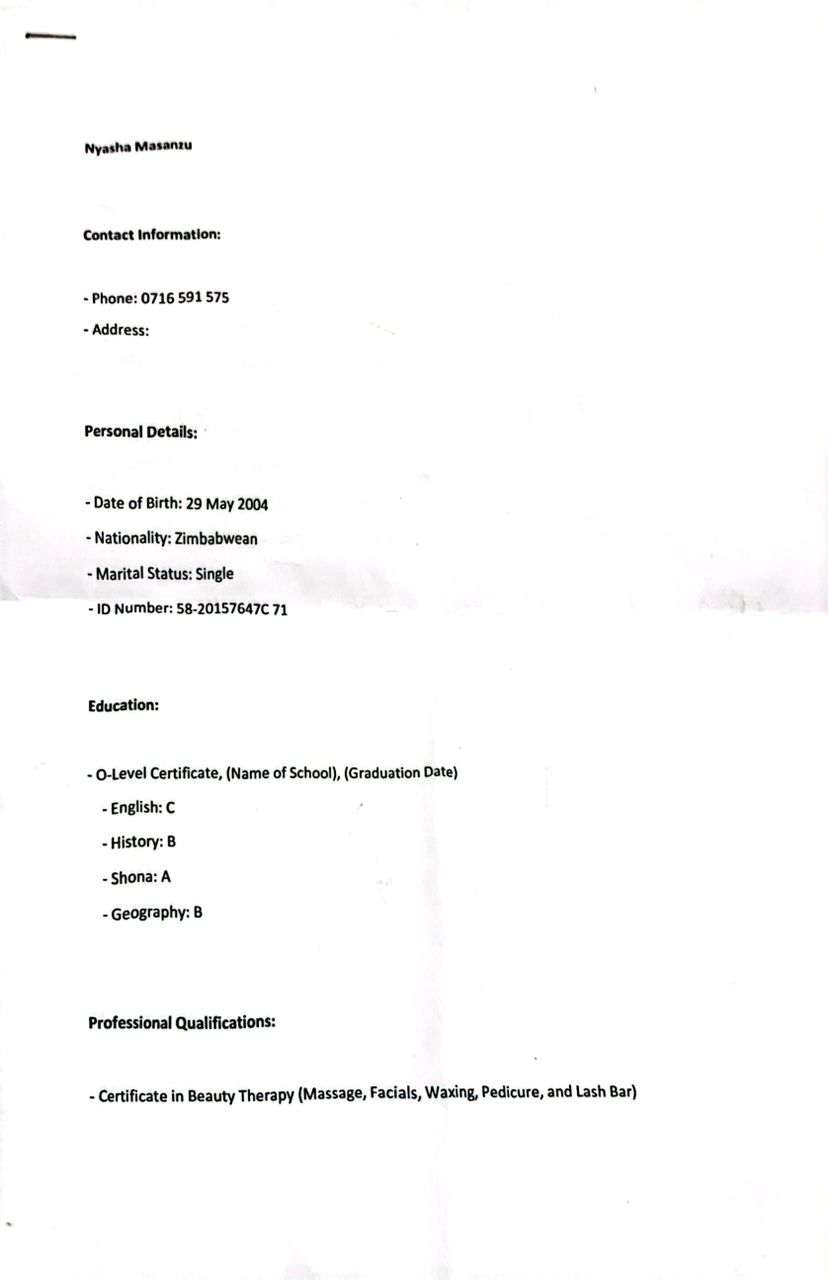 Nyasha Masanzu
Contact Information:
- Phone: 0716 591 575
- Address:
Personal Details:
- Date of Birth: 29 May 2004
- Nationality: Zimbabwean
- Marital Status: Single
- ID Number: 58-20157647C 71
Education:
- O-Level Certificate, (Name of School), (Graduation Date)
- English: C
- History: B
- Shona: A
- Geography: B
Professional Qualifications:
- Certificate in Beauty Therapy (Massage, Facials, Waxing, Pedicure, and Lash Bar)